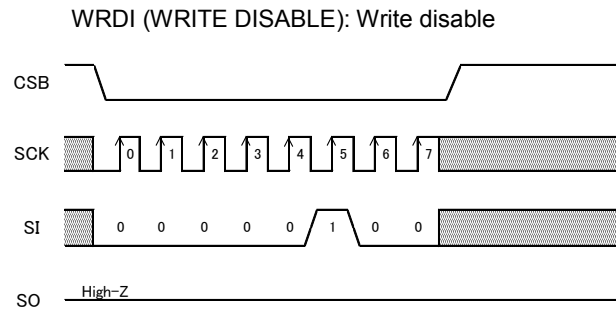 WRDI (WRITE DISABLE): Write disable
CSB
SCK 0 1 2 3 4 5 6 7
SI 0 0 0 0 0 1 0 0
High-Z
SO